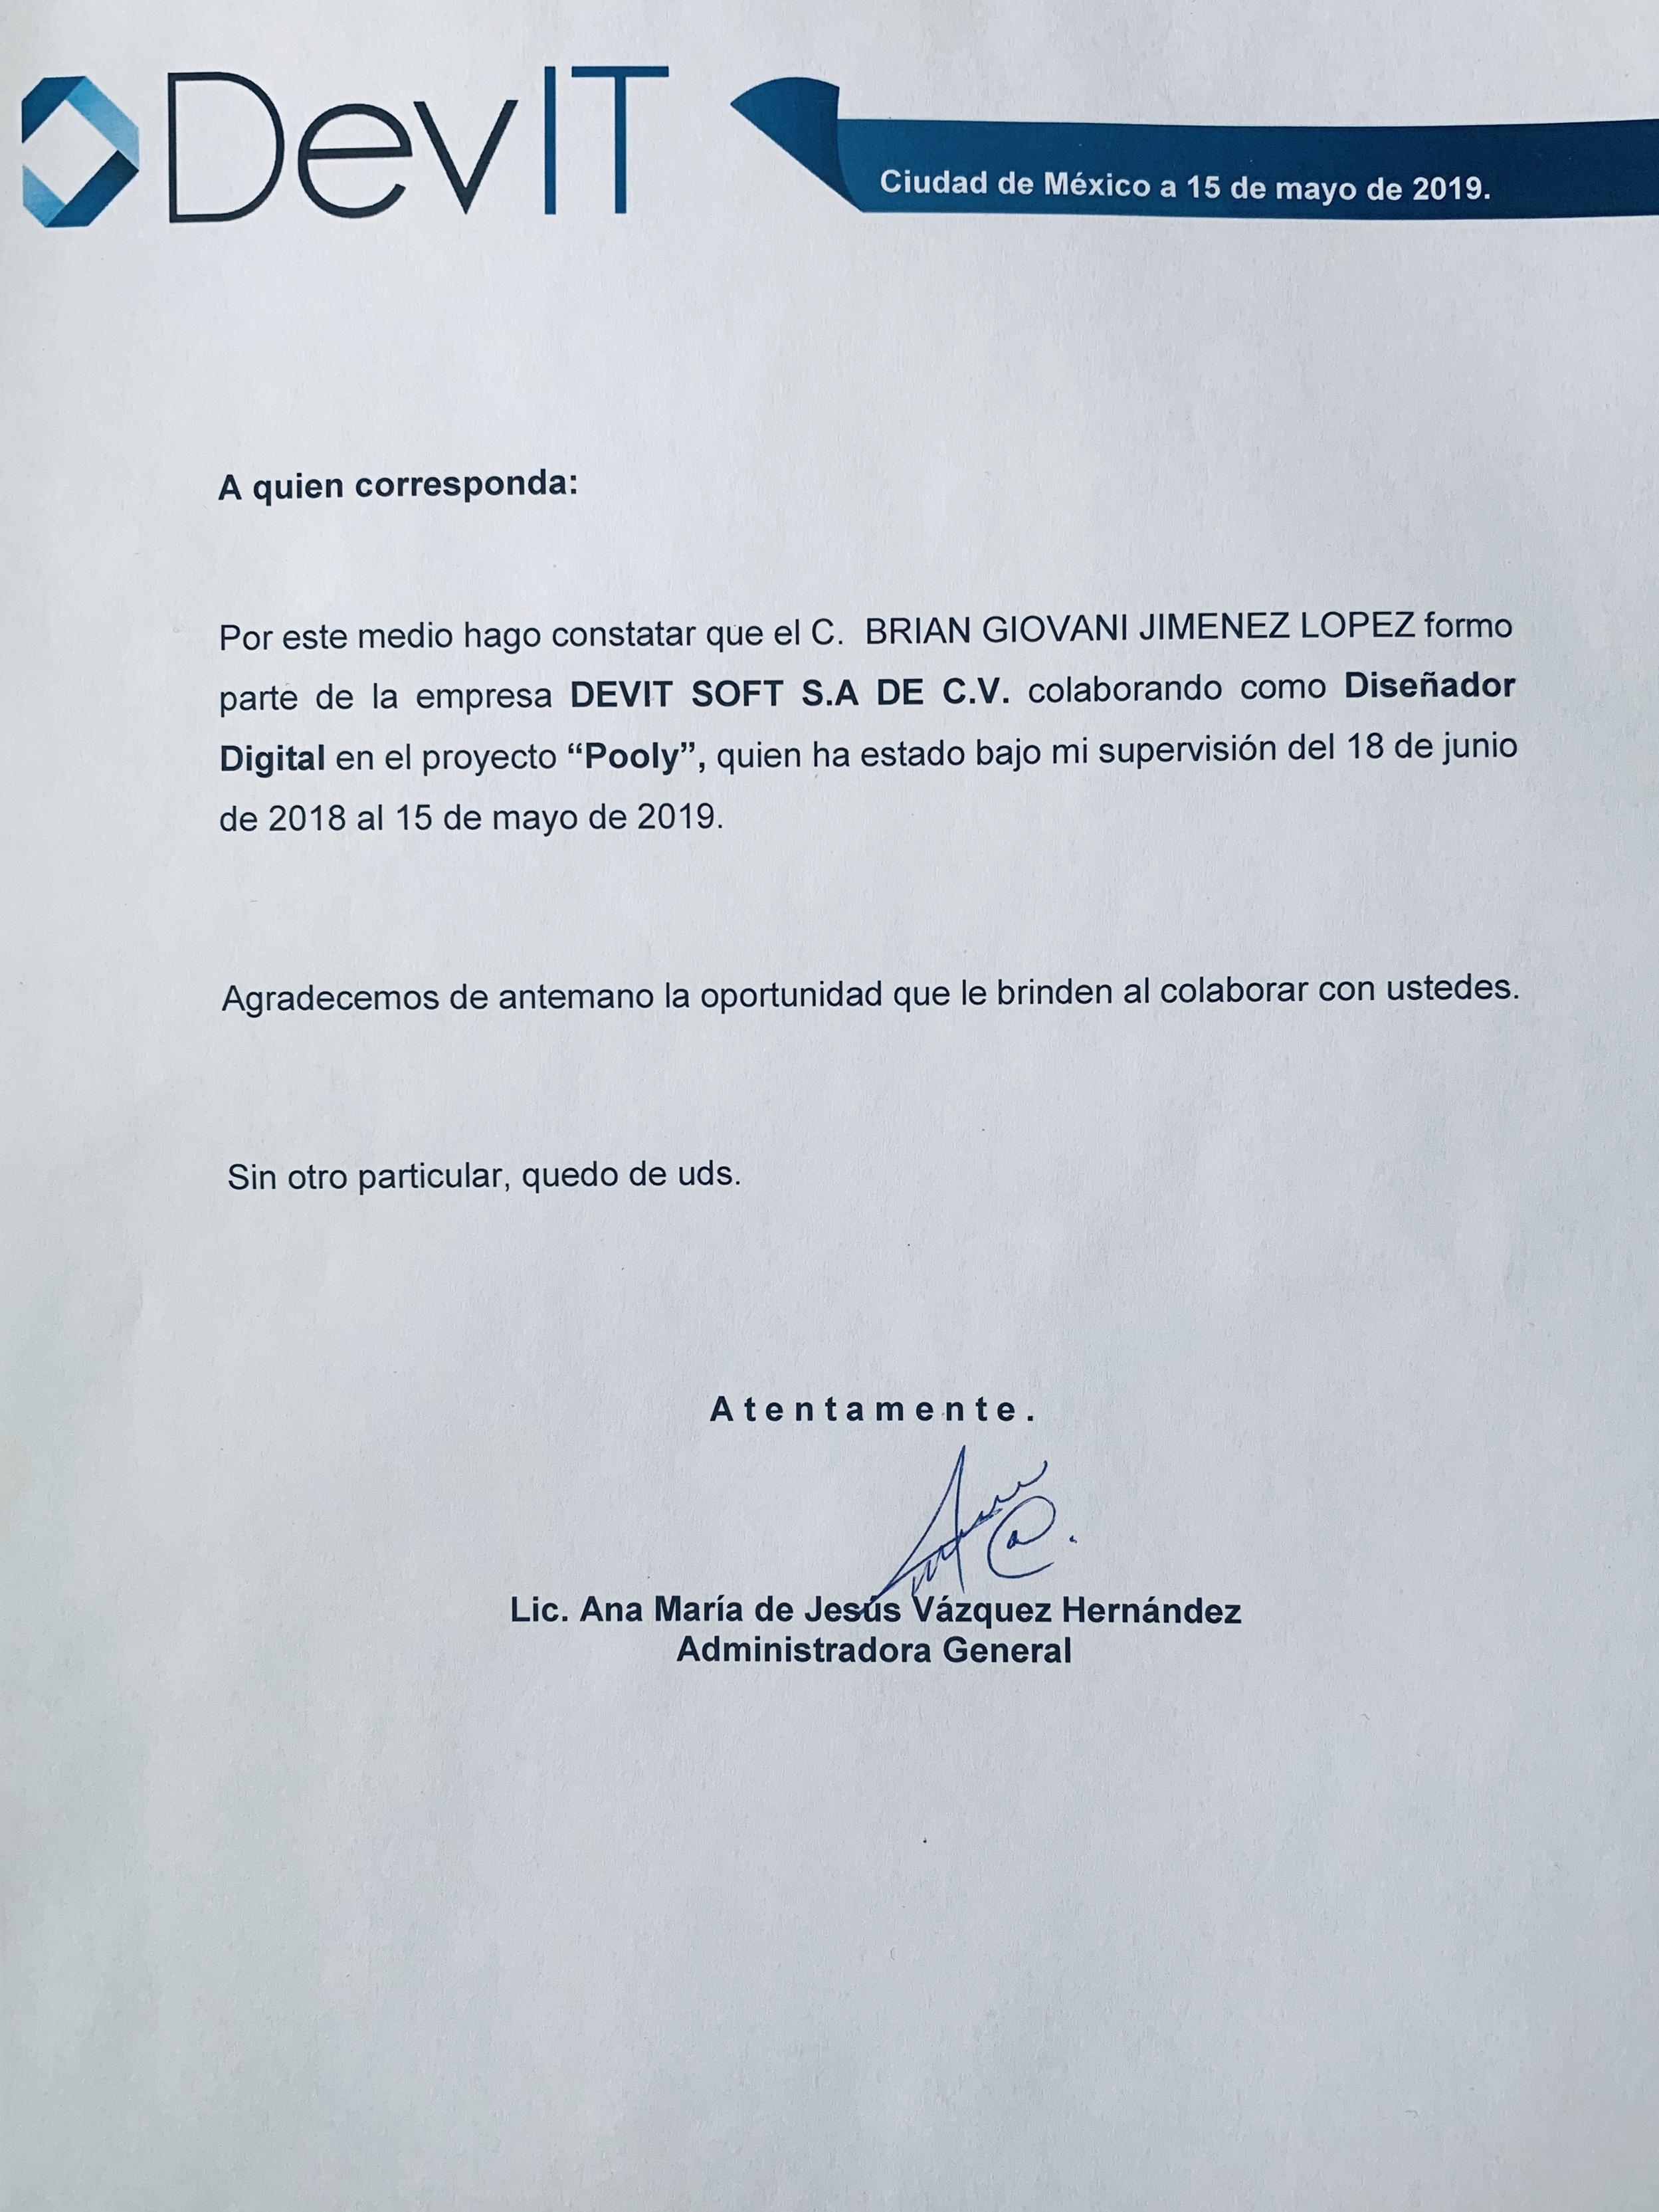 DevIT
Ciudad de México a 15 de mayo de 2019.
A quien corresponda:
Por este medio hago constatar que el C. BRIAN GIOVANI JIMENEZ LOPEZ formo
parte de la empresa DEVIT SOFT S.A DE C.V. colaborando como Diseñador
Digital en el proyecto “Pooly”, quien ha estado bajo mi supervisión del 18 de junio
de 2018 al 15 de mayo de 2019.
Agradecemos de antemano la oportunidad que le brinden al colaborar con ustedes.
Sin otro particular, quedo de uds.
Atentamente.
Lic. Ana María de Jesús Vázquez Hernández
Administradora General